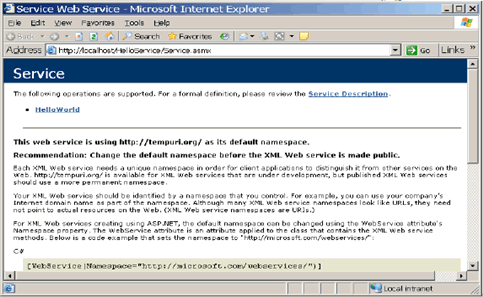 Service Web Service - Microsoft Internet Explorer
File Edit View Favorites Tools Help
Back Search Favorites
Address http://localhost/HelloService/Service.asmx Go Links »
Service
The following operations are supported. For a formal definition, please review the Service Description.
• HelloWorld
This web service is using http://tempuri.org/ as its default namespace.
Recommendation: Change the default namespace before the XML Web service is made public.
Each XML Web service needs a unique namespace in order for client applications to distinguish it from other services on the
Web. http://tempuri.org/ is available for XML Web services that are under development, but published XML Web services
should use a more permanent namespace.
Your XML Web service should be identified by a namespace that you control. For example, you can use your company's
Internet domain name as part of the namespace. Although many XML Web service namespaces look like URLs, they
need not point to actual resources on the Web. (XML Web service namespaces are URIs.)
For XML Web services creating using ASP.NET, the default namespace can be changed using the WebService attribute's
Namespace property. The WebService attribute is an attribute applied to the class that contains the XML Web service
methods. Below is a code example that sets the namespace to "http://microsoft.com/webservices/":
C#
[WebService(Namespace="http://microsoft.com/webservices/")]
Local intranet